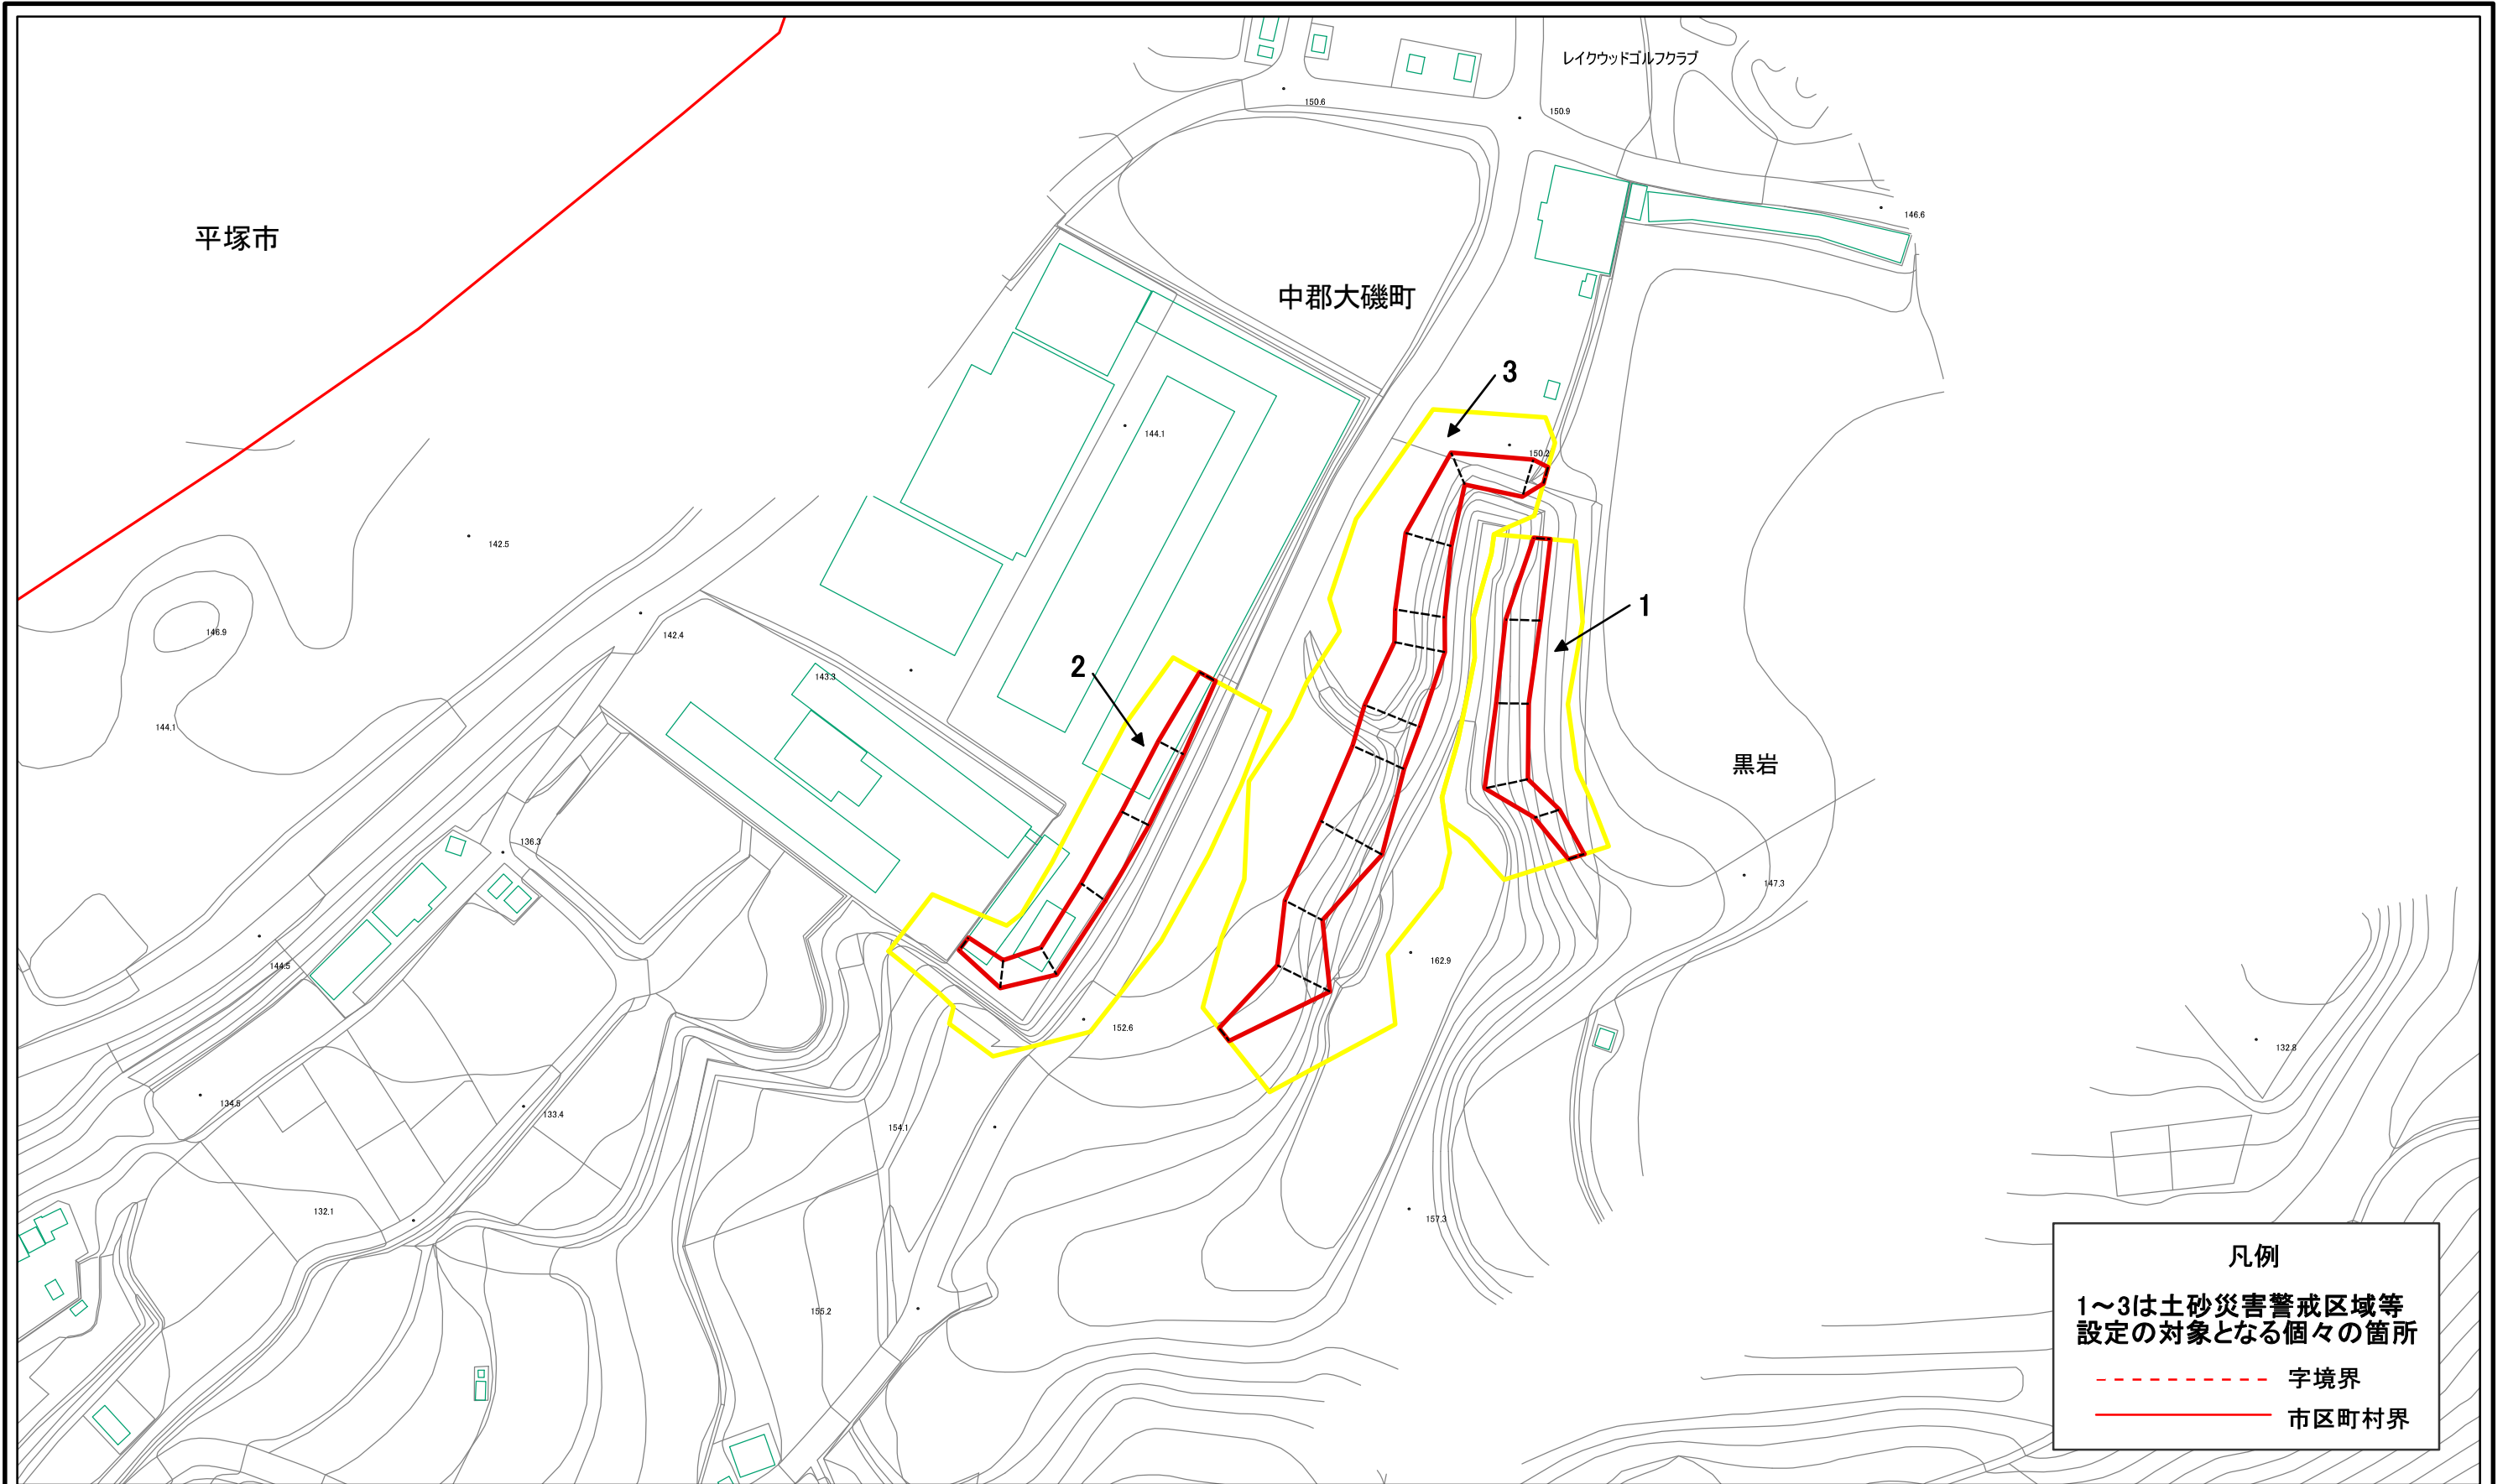 レイクウッドゴルフクラブ
150.6
150.9
146.6
平塚市
中郡大磯町
3
144.1
150.2
142.5
1
146.9
142.4
2
143.3
144.1
黒岩
136.3
147.3
144.5
162.9
152.6
132.8
134.5
133.4
154.1
132.1
157.3
155.2
凡例
1～3は土砂災害警戒区域等
設定の対象となる個々の箇所
字境界
市区町村界